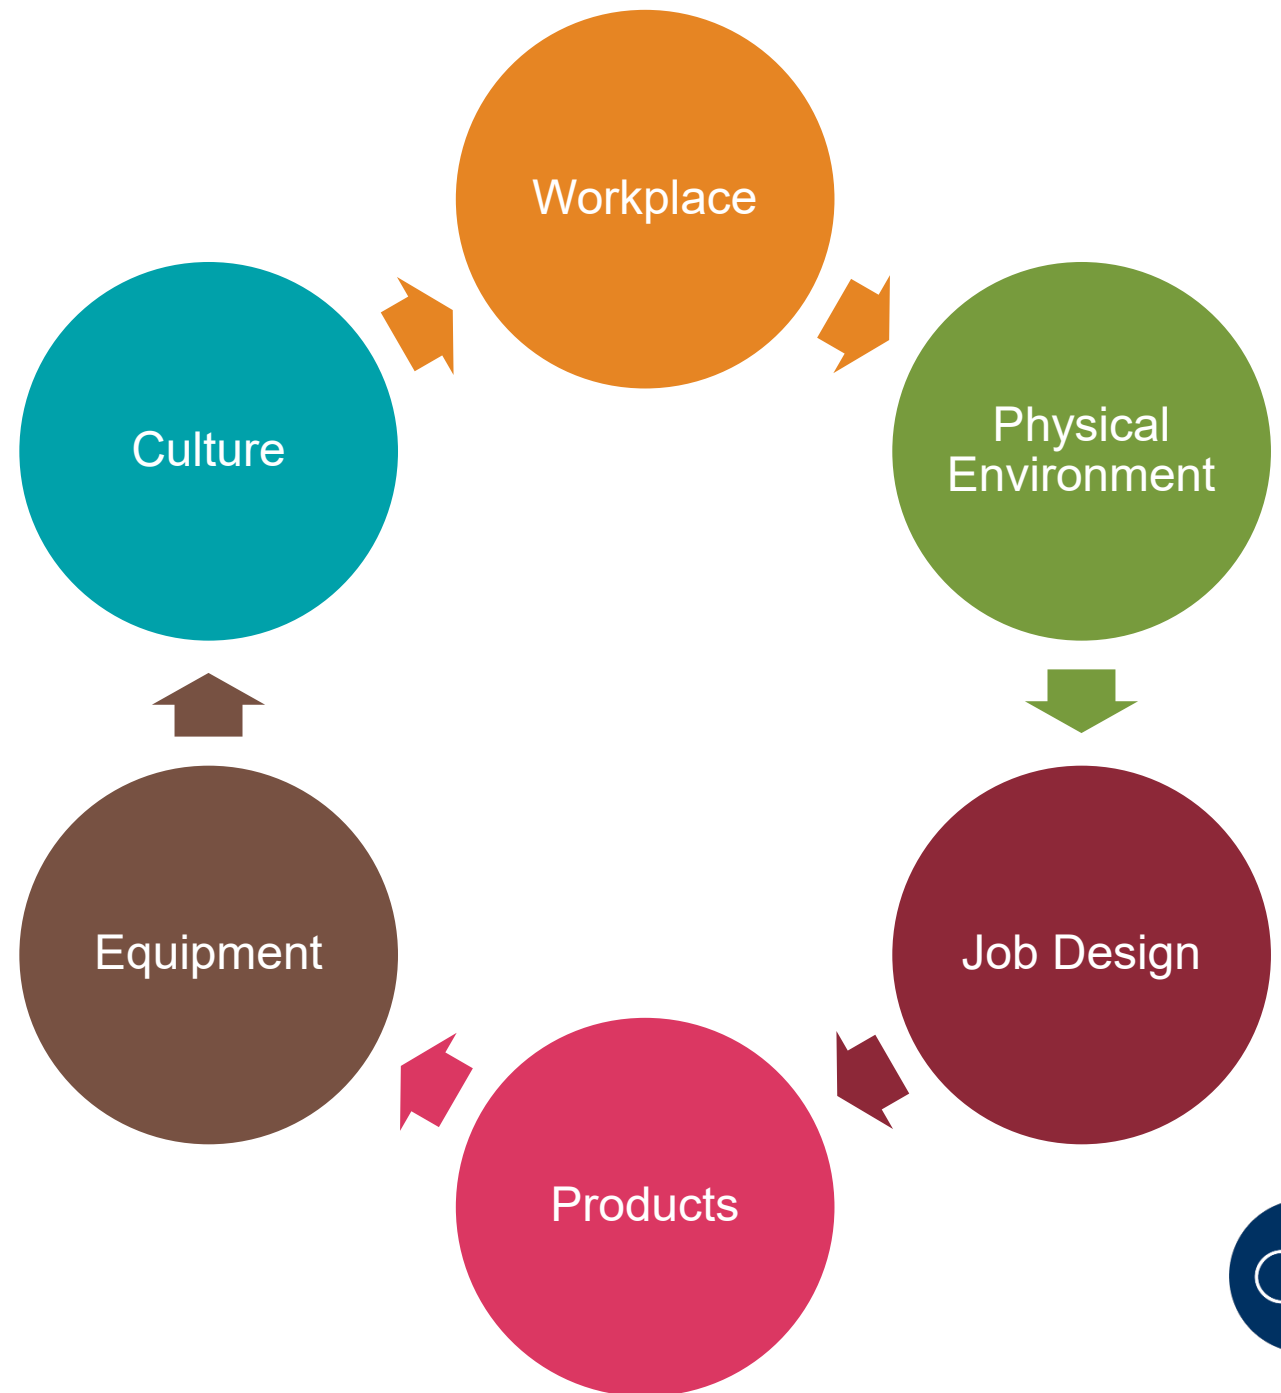 Workplace
Physical
Environment
Job Design
Products
Equipment
Culture